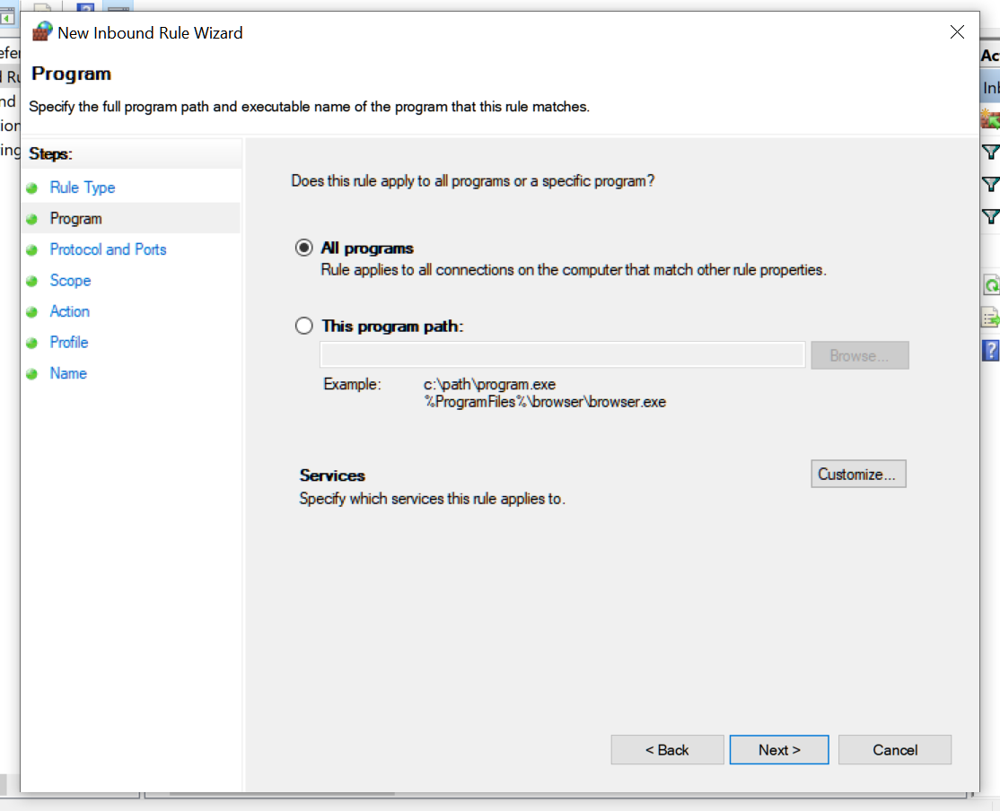 New Inbound Rule Wizard
Program
Specify the full program path and executable name of the program that this rule matches.
Steps:
Rule Type
Program
Protocol and Ports
Scope
Action
Profile
Name
Does this rule apply to all programs or a specific program?
All programs
Rule applies to all connections on the computer that match other rule properties.
This program path:
Browse...
Example: c:\path\program.exe
%ProgramFiles%\browser\browser.exe
Services
Customize...
Specify which services this rule applies to.
< Back
Next >
Cancel